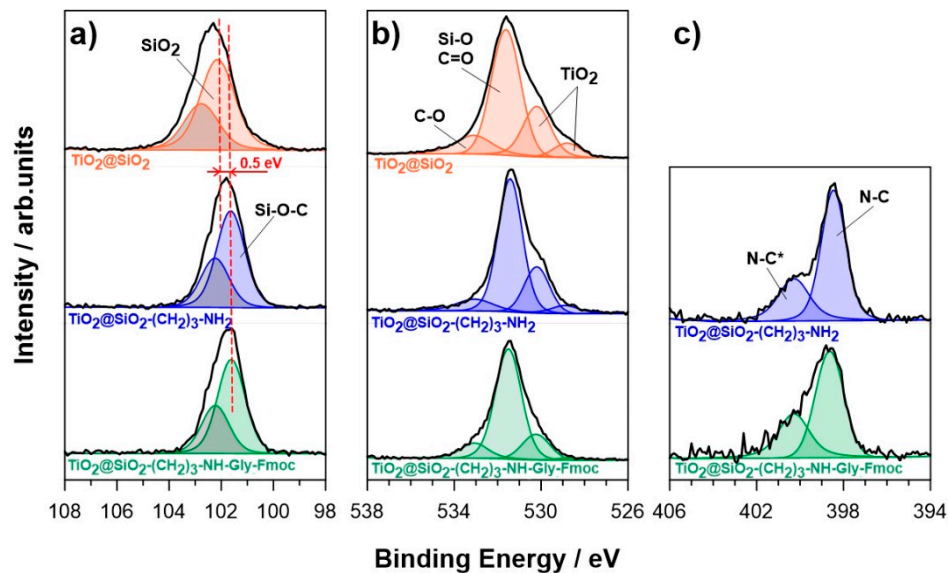 a)
SiO2
TiO2@SiO2
0.5 eV
Si-O-C
TiO2@SiO2-(CH2)3-NH2
TiO2@SiO2-(CH2)3-NH-Gly-Fmoc
108 106 104 102 100 98
b)
Si-O
C=O
TiO2
C-O
TiO2@SiO2
TiO2@SiO2-(CH2)3-NH2
TiO2@SiO2-(CH2)3-NH-Gly-Fmoc
538 534 530 526
c)
N-C
N-C*
TiO2@SiO2-(CH2)3-NH2
TiO2@SiO2-(CH2)3-NH-Gly-Fmoc
406 402 398 394
Intensity / arb.units
Binding Energy / eV